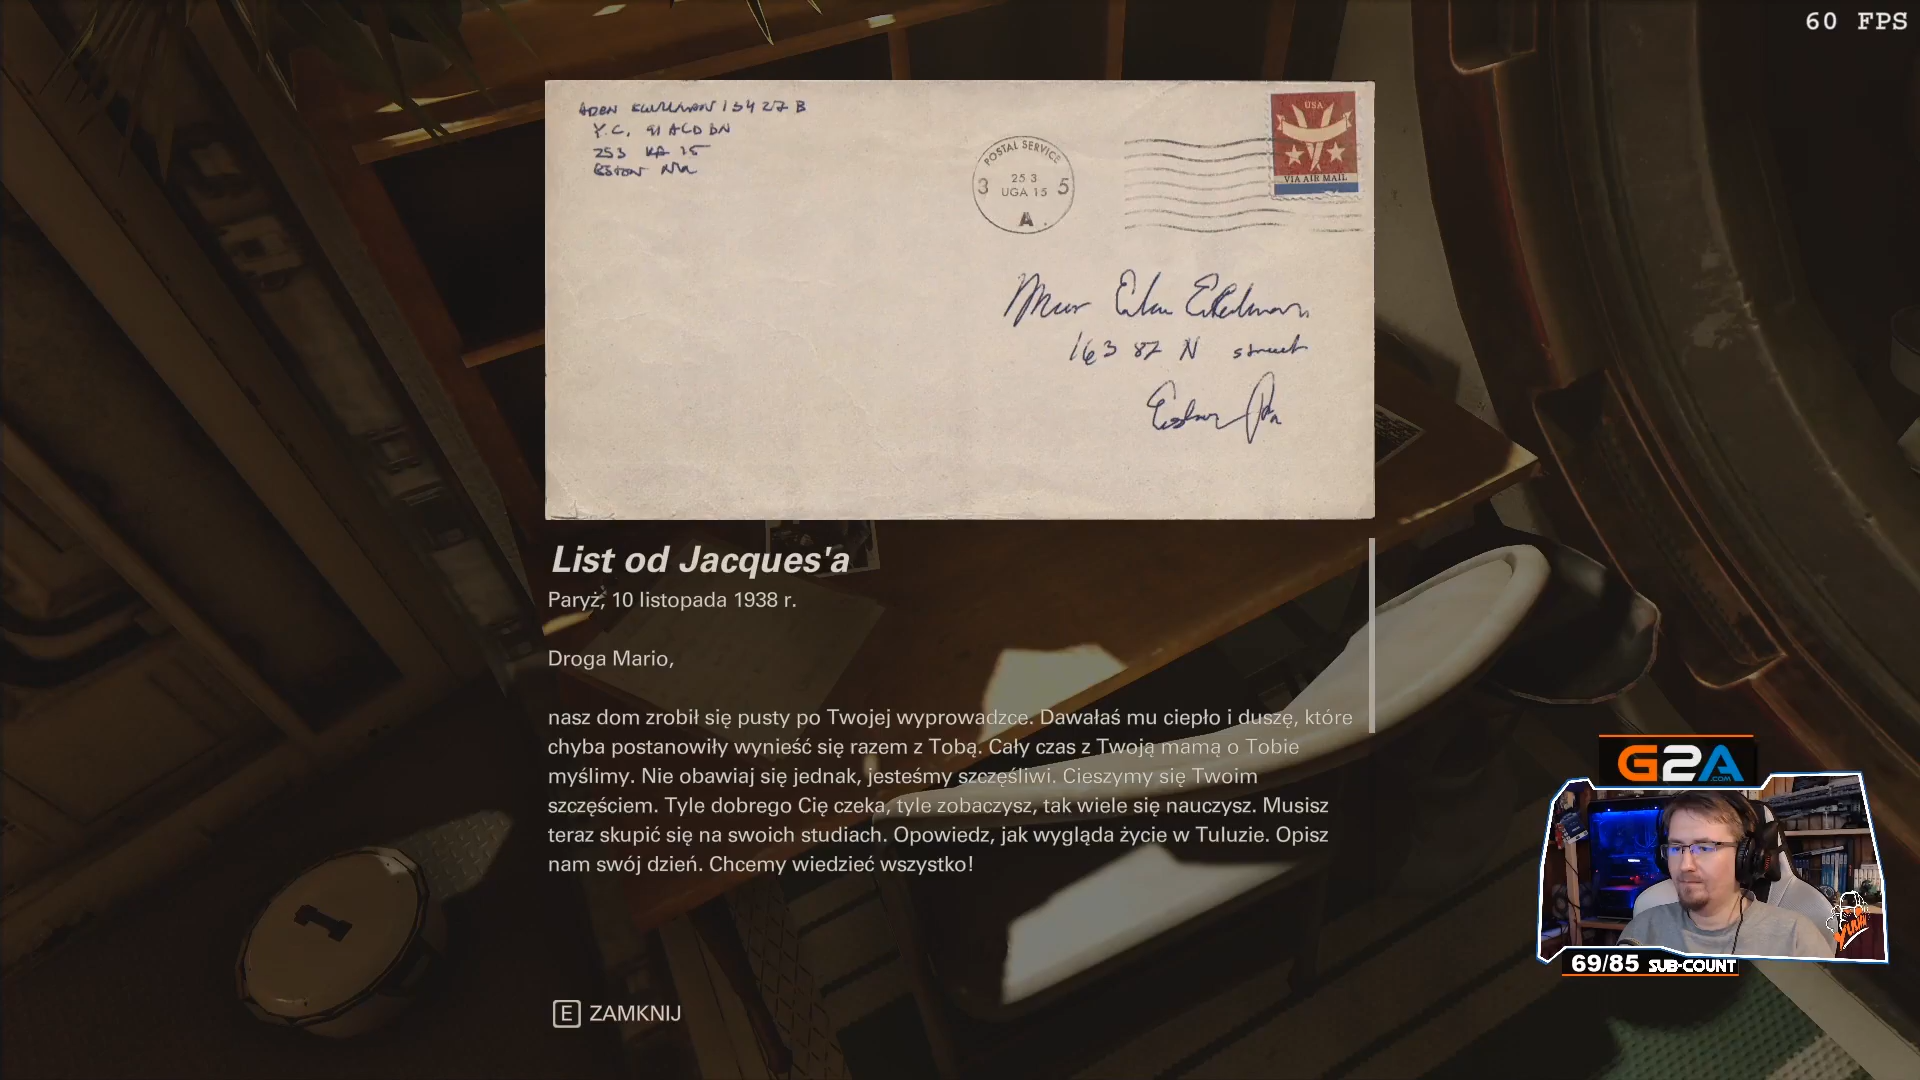 60 FPS
253
POSTAL SERVICE
3 25 3 5
UGA 15
A
USA
VIA AIR MAIL
163 82 N street
List od Jacques'a
Paryż, 10 listopada 1938 r.
Droga Mario,
nasz dom zrobił się pusty po Twojej wyprowadzce. Dawałaś mu ciepło i duszę, które
chyba postanowiły wynieść się razem z Tobą. Cały czas z Twoją mamą o Tobie
myślimy. Nie obawiaj się jednak, jesteśmy szczęśliwi. Cieszymy się Twoim
szczęściem. Tyle dobrego Cię czeka, tyle zobaczysz, tak wiele się nauczysz. Musisz
teraz skupić się na swoich studiach. Opowiedz, jak wygląda życie w Tuluzie. Opisz
nam swój dzień. Chcemy wiedzieć wszystko!
G2A
.COM
69/85 SUB-COUNT
E ZAMKNIJ